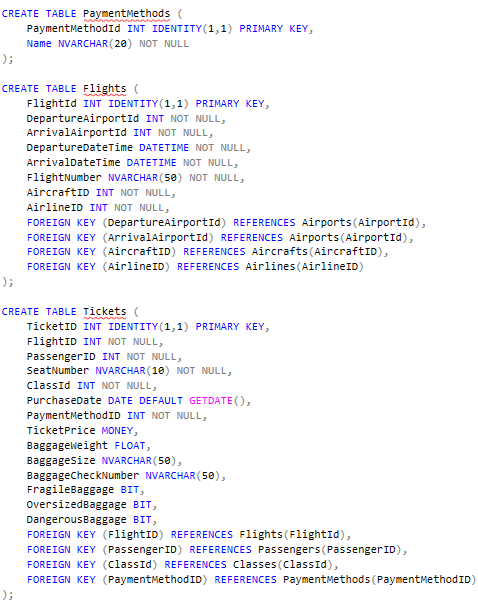 CREATE TABLE PaymentMethods (
    PaymentMethodId INT IDENTITY(1,1) PRIMARY KEY,
    Name NVARCHAR(20) NOT NULL
);

CREATE TABLE Flights (
    FlightId INT IDENTITY(1,1) PRIMARY KEY,
    DepartureAirportId INT NOT NULL,
    ArrivalAirportId INT NOT NULL,
    DepartureDateTime DATETIME NOT NULL,
    ArrivalDateTime DATETIME NOT NULL,
    FlightNumber NVARCHAR(50) NOT NULL,
    AircraftID INT NOT NULL,
    AirlineID INT NOT NULL,
    FOREIGN KEY (DepartureAirportId) REFERENCES Airports(AirportId),
    FOREIGN KEY (ArrivalAirportId) REFERENCES Airports(AirportId),
    FOREIGN KEY (AircraftID) REFERENCES Aircrafts(AircraftID),
    FOREIGN KEY (AirlineID) REFERENCES Airlines(AirlineID)
);

CREATE TABLE Tickets (
    TicketID INT IDENTITY(1,1) PRIMARY KEY,
    FlightID INT NOT NULL,
    PassengerID INT NOT NULL,
    SeatNumber NVARCHAR(10) NOT NULL,
    ClassId INT NOT NULL,
    PurchaseDate DATE DEFAULT GETDATE(),
    PaymentMethodID INT NOT NULL,
    TicketPrice MONEY,
    BaggageWeight FLOAT,
    BaggageSize NVARCHAR(50),
    BaggageCheckNumber NVARCHAR(50),
    FragileBaggage BIT,
    OversizedBaggage BIT,
    DangerousBaggage BIT,
    FOREIGN KEY (FlightID) REFERENCES Flights(FlightId),
    FOREIGN KEY (PassengerID) REFERENCES Passengers(PassengerID),
    FOREIGN KEY (ClassId) REFERENCES Classes(ClassId),
    FOREIGN KEY (PaymentMethodID) REFERENCES PaymentMethods(PaymentMethodID)
);